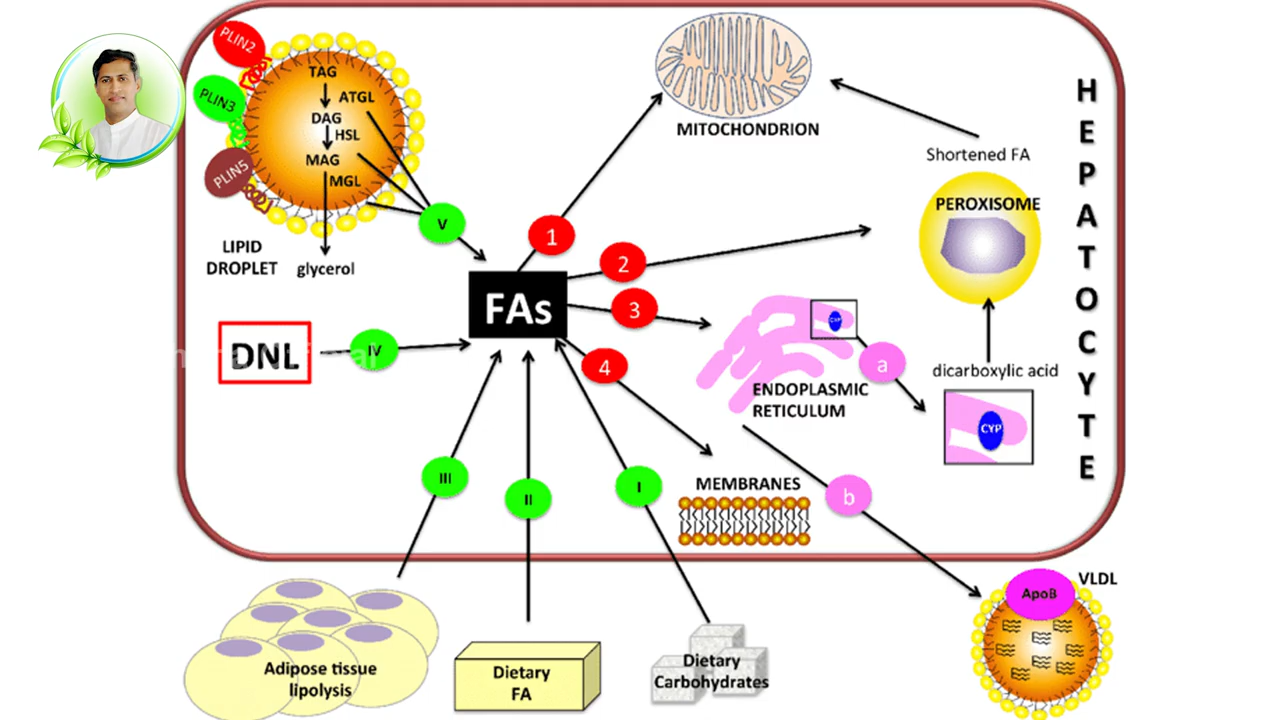 PLIN2
PLIN3
PLIN5
TAG
ATGL
DAG
HSL
MAG
MGL
LIPID
DROPLET
glycerol
V
MITOCHONDRION
Shortened FA
PEROXISOME
HEPATOCYTE
1
2
3
4
FAs
DNL
IV
CYP
a
ENDOPLASMIC
RETICULUM
dicarboxylic acid
CYP
III
II
I
MEMBRANES
b
Adipose tissue
lipolysis
Dietary
FA
Dietary
Carbohydrates
ApoB
VLDL